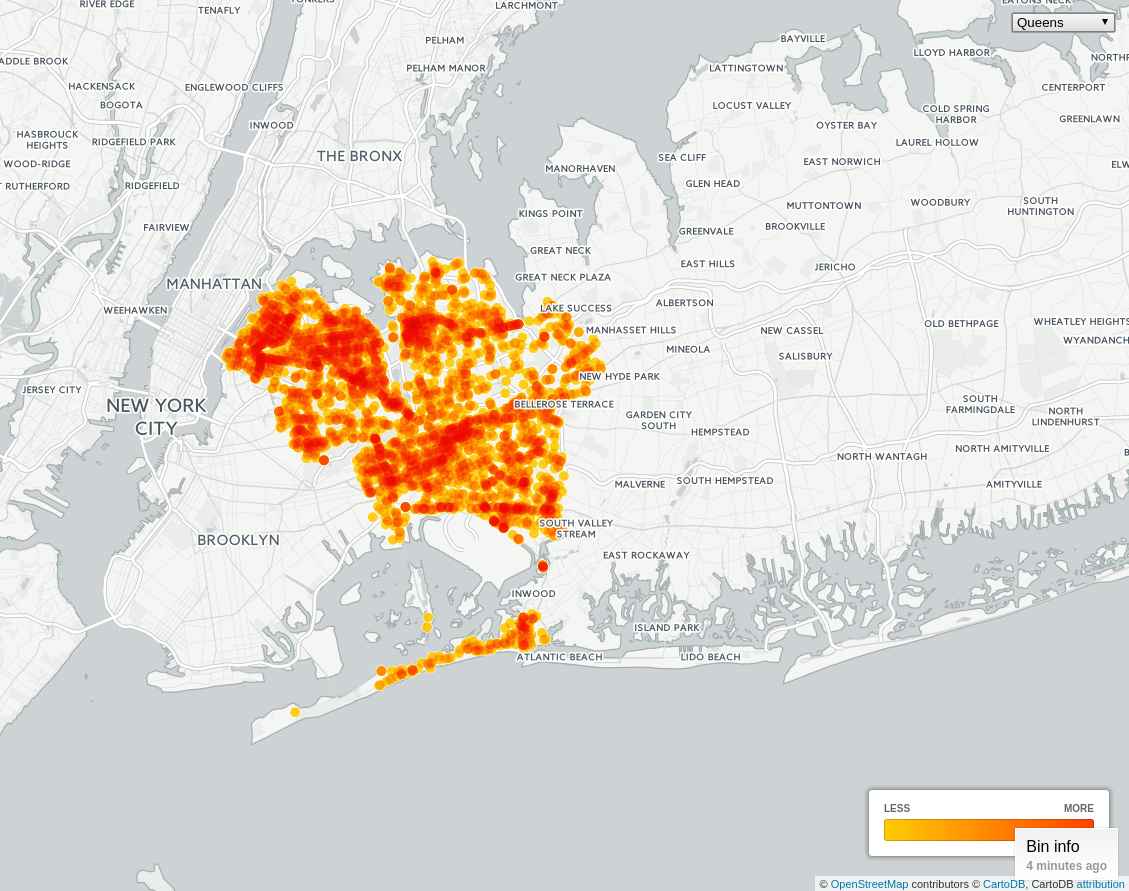 RIVER EDGE
TENAFLY
YONKERS
LARCHMONT
EATONS NECK
Queens
PELHAM
BAYVILLE
LLOYD HARBOR
NORTHP
ADDLE BROOK
PELHAM MANOR
LATTINGTOWN
HACKENSACK
ENGLEWOOD CLIFFS
CENTERPORT
BOGOTA
LOCUST VALLEY
COLD SPRING
HARBOR
GREENLAWN
INWOOD
OYSTER BAY
HASBROUCK
HEIGHTS
RIDGEFIELD PARK
LAUREL HOLLOW
WOOD-RIDGE
THE BRONX
SEA CLIFF
EAST NORWICH
ELW
MANORHAVEN
T RUTHERFORD
RIDGEFIELD
GLEN HEAD
MUTTONTOWN
WOODBURY
SOUTH
HUNTINGTON
KINGS POINT
FAIRVIEW
GREENVALE
BROOKVILLE
GREAT NECK
EAST HILLS
JERICHO
GREAT NECK PLAZA
MANHATTAN
LAKE SUCCESS
ALBERTSON
WEEHAWKEN
MANHASSET HILLS
NEW CASSEL
OLD BETHPAGE
WHEATLEY HEIGHTS
WYANDANCH
MINEOLA
SALISBURY
NEW HYDE PARK
JERSEY CITY
NEW YORK
CITY
BELLEROSE TERRACE
GARDEN CITY
SOUTH
SOUTH
FARMINGDALE
NORTH
LINDENHURST
HEMPSTEAD
NORTH WANTAGH
NORTH AMITYVILLE
B
MALVERNE
SOUTH HEMPSTEAD
AMITYVILLE
SOUTH VALLEY
STREAM
BROOKLYN
EAST ROCKAWAY
INWOOD
ISLAND PARK
ATLANTIC BEACH
LIDO BEACH
LESS
MORE
Bin info
4 minutes ago
© OpenStreetMap contributors © CartoDB, CartoDB attribution